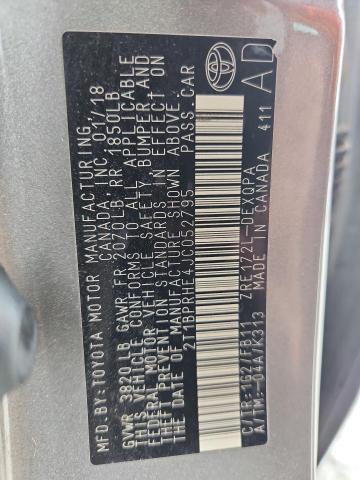 MFD.BY:TOYOTA MOTOR MANUFACTURING
CANADA, INC.01/18
GVWR 3820 LB GAWR FR 2070LB RR 1850LB
THIS VEHICLE CONFORMS TO ALL APPLICABLE
FEDERAL MOTOR VEHICLE SAFETY, BUMPER AND
THEFT PREVENTION STANDARDS IN EFFECT ON
THE DATE OF MANUFACTURE SHOWN ABOVE.
PASS.CAR
C/TR:1G2/FB11 ZRE172L-DEXQPA
A/TM:-04A/K313 MADE IN CANADA 411
AD